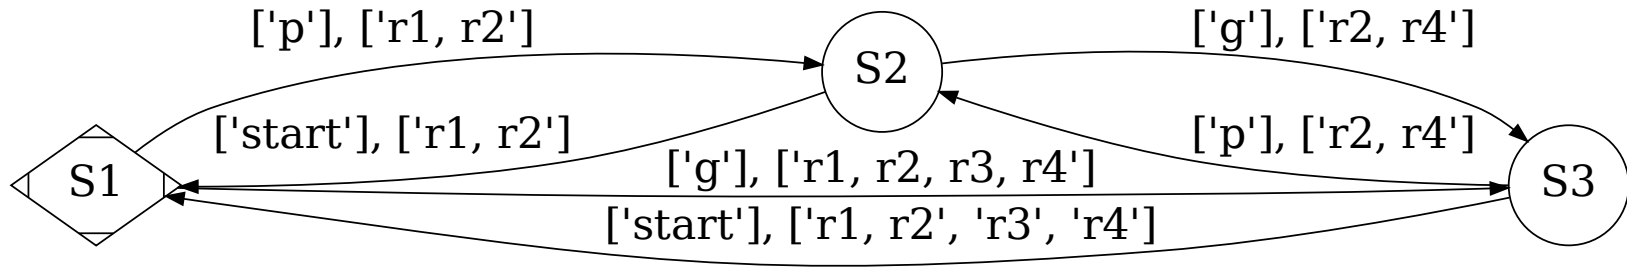 ['p'], ['r1, r2']
['g'], ['r2, r4']
S2
['start'], ['r1, r2']
['p'], ['r2, r4']
S1
['g'], ['r1, r2, r3, r4']
S3
['start'], ['r1, r2', 'r3', 'r4']